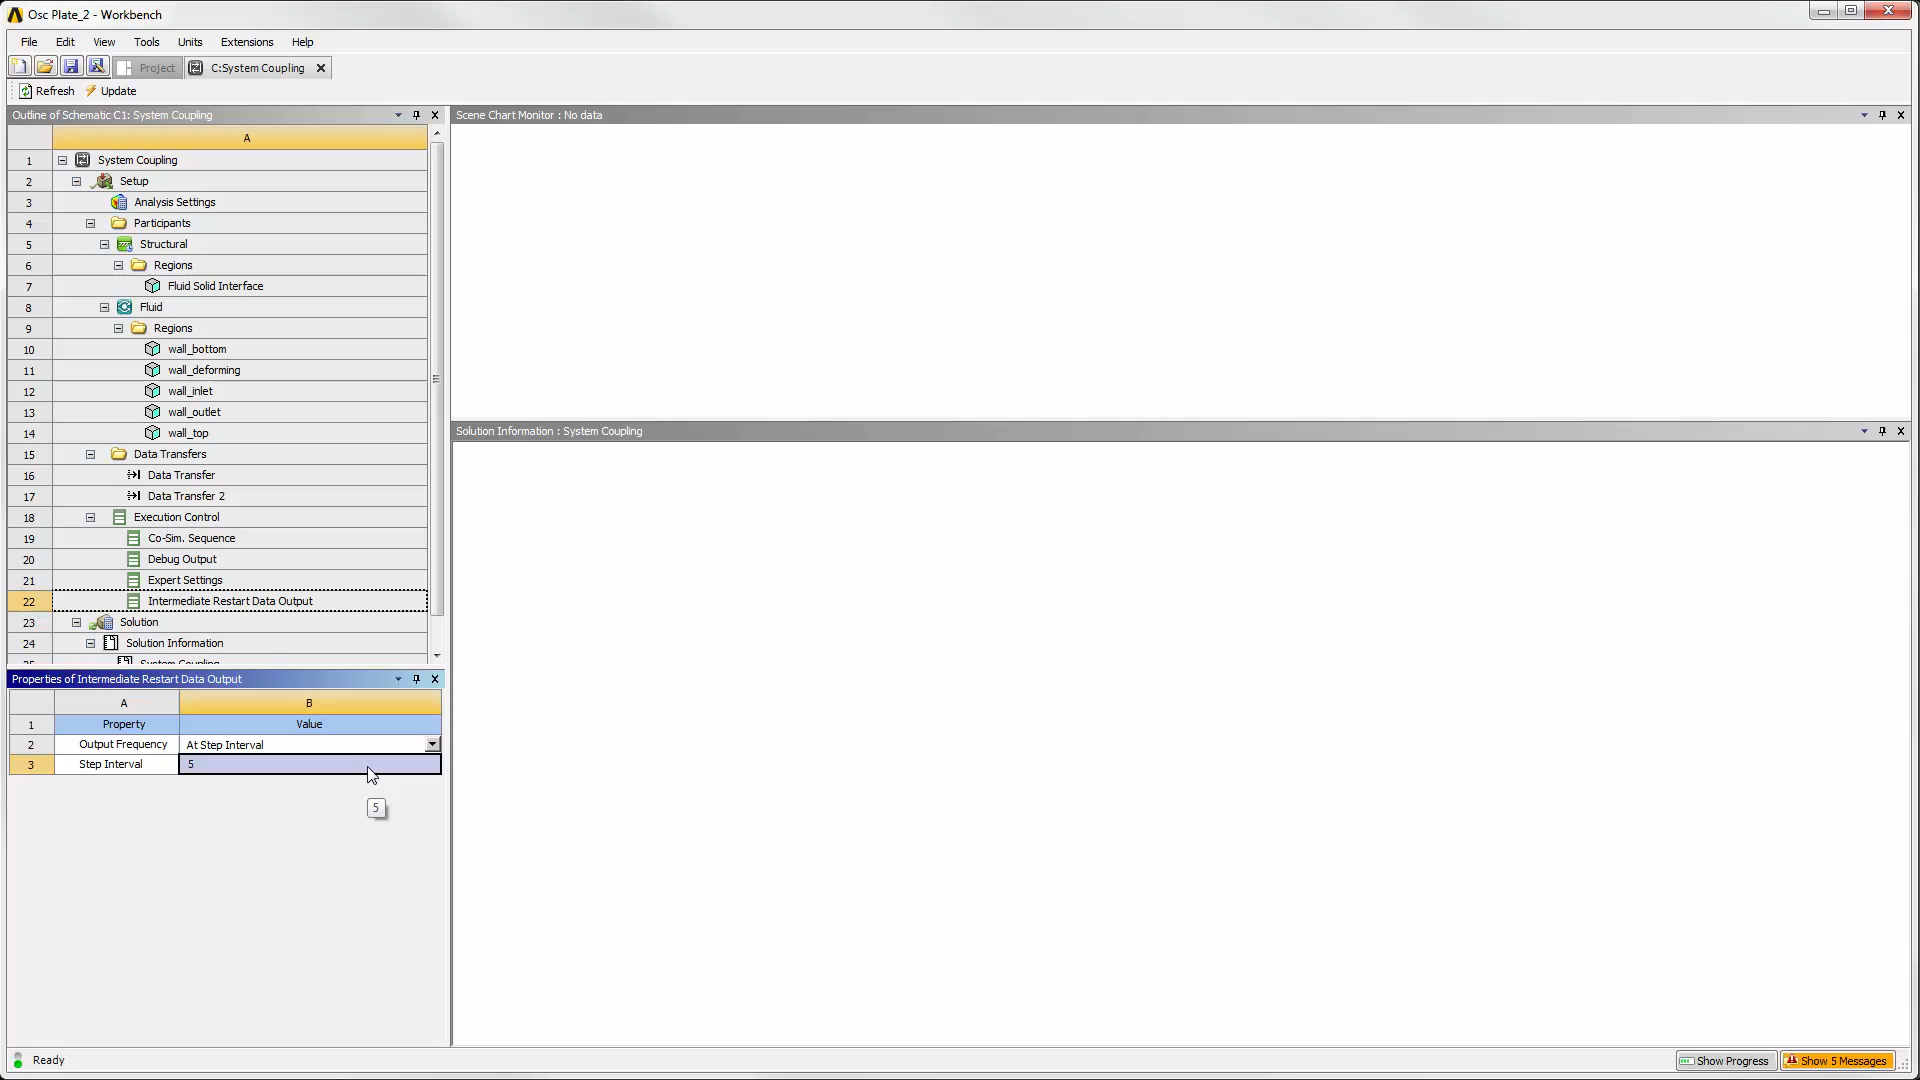 Osc Plate_2 - Workbench
File Edit View Tools Units Extensions Help
Project C:System Coupling
Refresh Update
Outline of Schematic C1: System Coupling
A
1 System Coupling
2 Setup
3 Analysis Settings
4 Participants
5 Structural
6 Regions
7 Fluid Solid Interface
8 Fluid
9 Regions
10 wall_bottom
11 wall_deforming
12 wall_inlet
13 wall_outlet
14 wall_top
15 Data Transfers
16 Data Transfer
17 Data Transfer 2
18 Execution Control
19 Co-Sim. Sequence
20 Debug Output
21 Expert Settings
22 Intermediate Restart Data Output
23 Solution
24 Solution Information
25 System Coupling
Properties of Intermediate Restart Data Output
A B
1 Property Value
2 Output Frequency At Step Interval
3 Step Interval 5
5
Scene Chart Monitor : No data
Solution Information : System Coupling
Ready
Show Progress Show 5 Messages